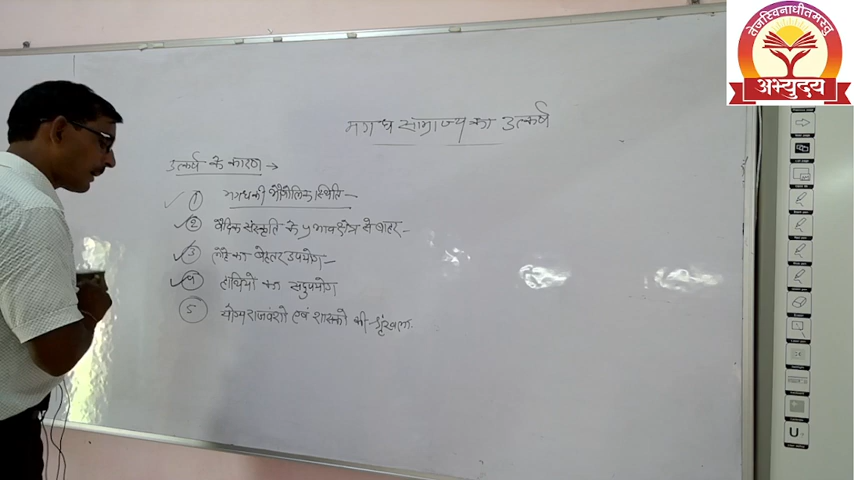 तेजस्विनाधीतमस्तु
अभ्युदय
मगध साम्राज्य का उत्कर्ष
उत्कर्ष के कारण →
① मगध की भौगोलिक स्थिति -
② वैदिक संस्कृति के प्रभाव क्षेत्र से बाहर -
③ लोहे का बेहतर उपयोग -
④ हाथियों का सदुपयोग
⑤ योग्य राजवंशो एवं शासको की श्रृंखला.